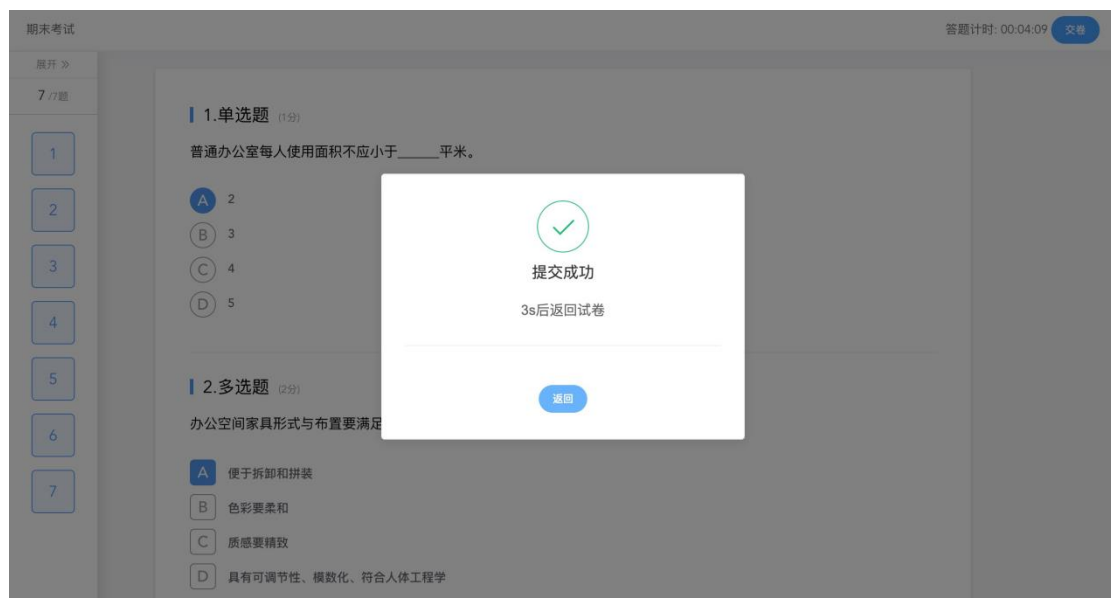 期末考试
答题计时: 00:04:09 交卷
展开 »
7 /7题
1
2
3
4
5
6
7
1.单选题 (1分)
普通办公室每人使用面积不应小于_____平米。
A 2
B 3
C 4
D 5
提交成功
3s后返回试卷
返回
2.多选题 (2分)
办公空间家具形式与布置要满足
A 便于拆卸和拼装
B 色彩要柔和
C 质感要精致
D 具有可调节性、模数化、符合人体工程学